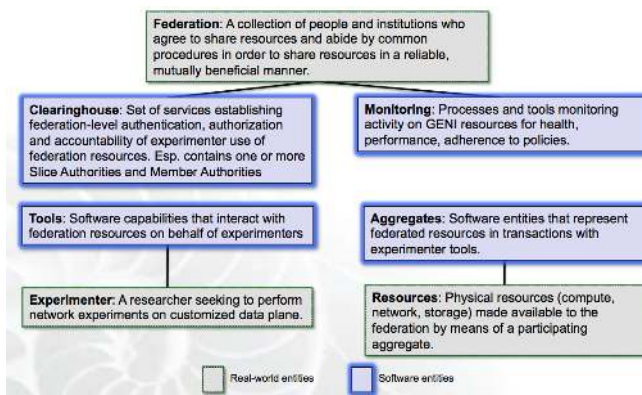 Federation: A collection of people and institutions who
agree to share resources and abide by common
procedures in order to share resources in a reliable,
mutually beneficial manner.
Clearinghouse: Set of services establishing
federation-level authentication, authorization
and accountability of experimenter use of
federation resources. Esp. contains one or more
Slice Authorities and Member Authorities
Monitoring: Processes and tools monitoring
activity on GENI resources for health,
performance, adherence to policies.
Tools: Software capabilities that interact with
federation resources on behalf of experimenters
Aggregates: Software entities that represent
federated resources in transactions with
experimenter tools.
Experimenter: A researcher seeking to perform
network experiments on customized data plane.
Resources: Physical resources (compute,
network, storage) made available to the
federation by means of a participating
aggregate.
Real-world entities
Software entities